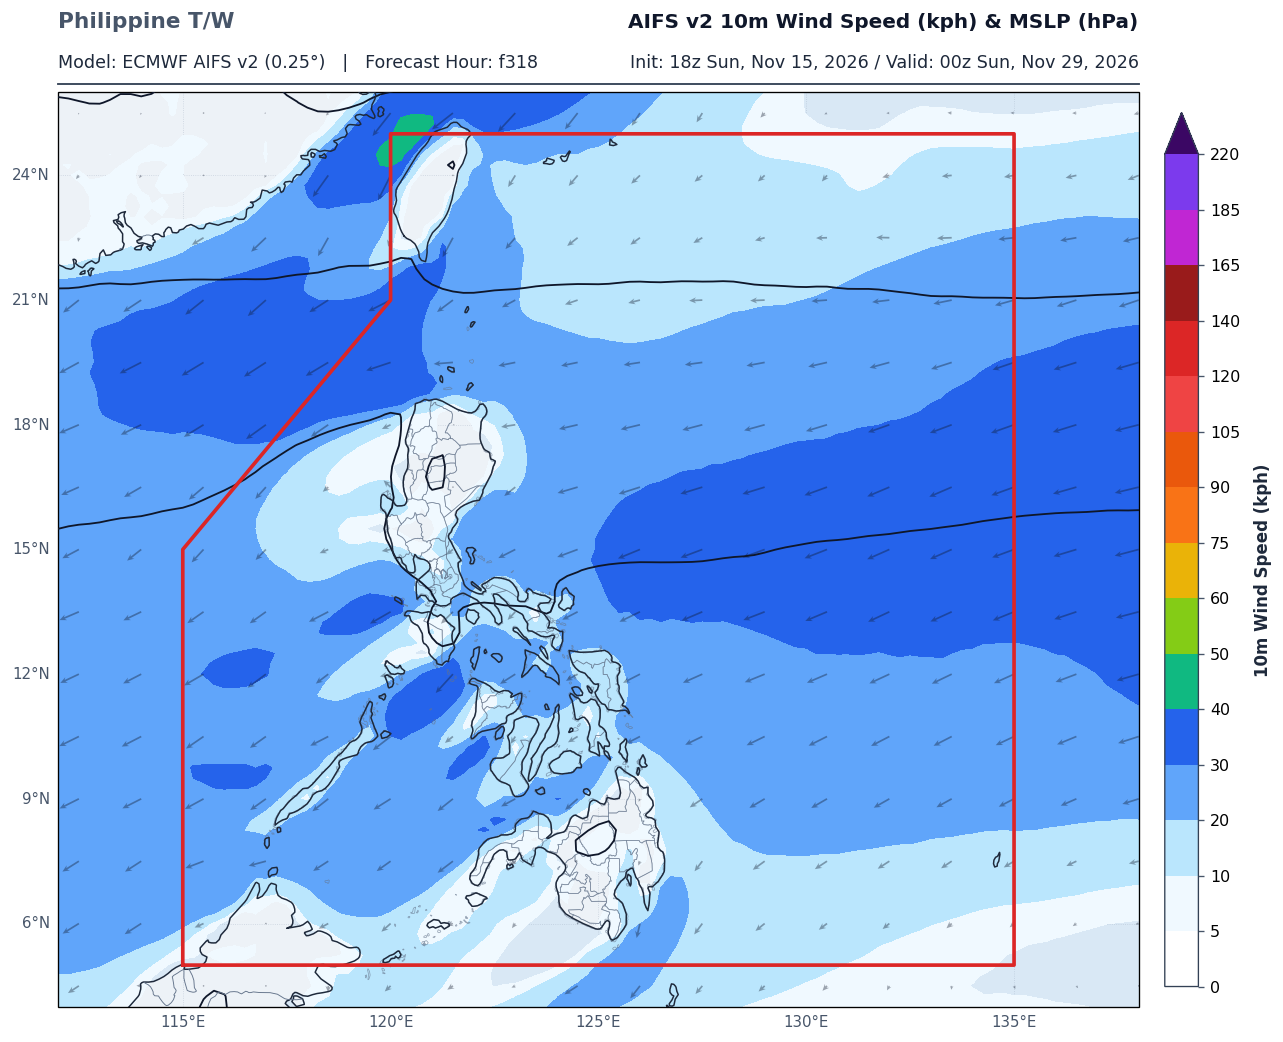 Philippine T/W
AIFS v2 10m Wind Speed (kph) & MSLP (hPa)
Model: ECMWF AIFS v2 (0.25°) | Forecast Hour: f318
Init: 18z Sun, Nov 15, 2026 / Valid: 00z Sun, Nov 29, 2026
24°N
21°N
18°N
15°N
12°N
9°N
6°N
115°E
120°E
125°E
130°E
135°E
220
185
165
140
120
105
90
75
60
50
40
30
20
10
5
0
10m Wind Speed (kph)